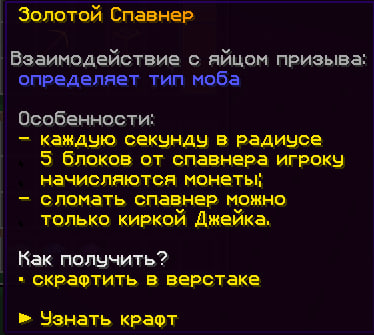 Золотой Спавнер
Взаимодействие с яйцом призыва:
определяет тип моба
Особенности:
- каждую секунду в радиусе
5 блоков от спавнера игроку
начисляются монеты;
- сломать спавнер можно
только киркой Джейка.
Как получить?
• скрафтить в верстаке
► Узнать крафт